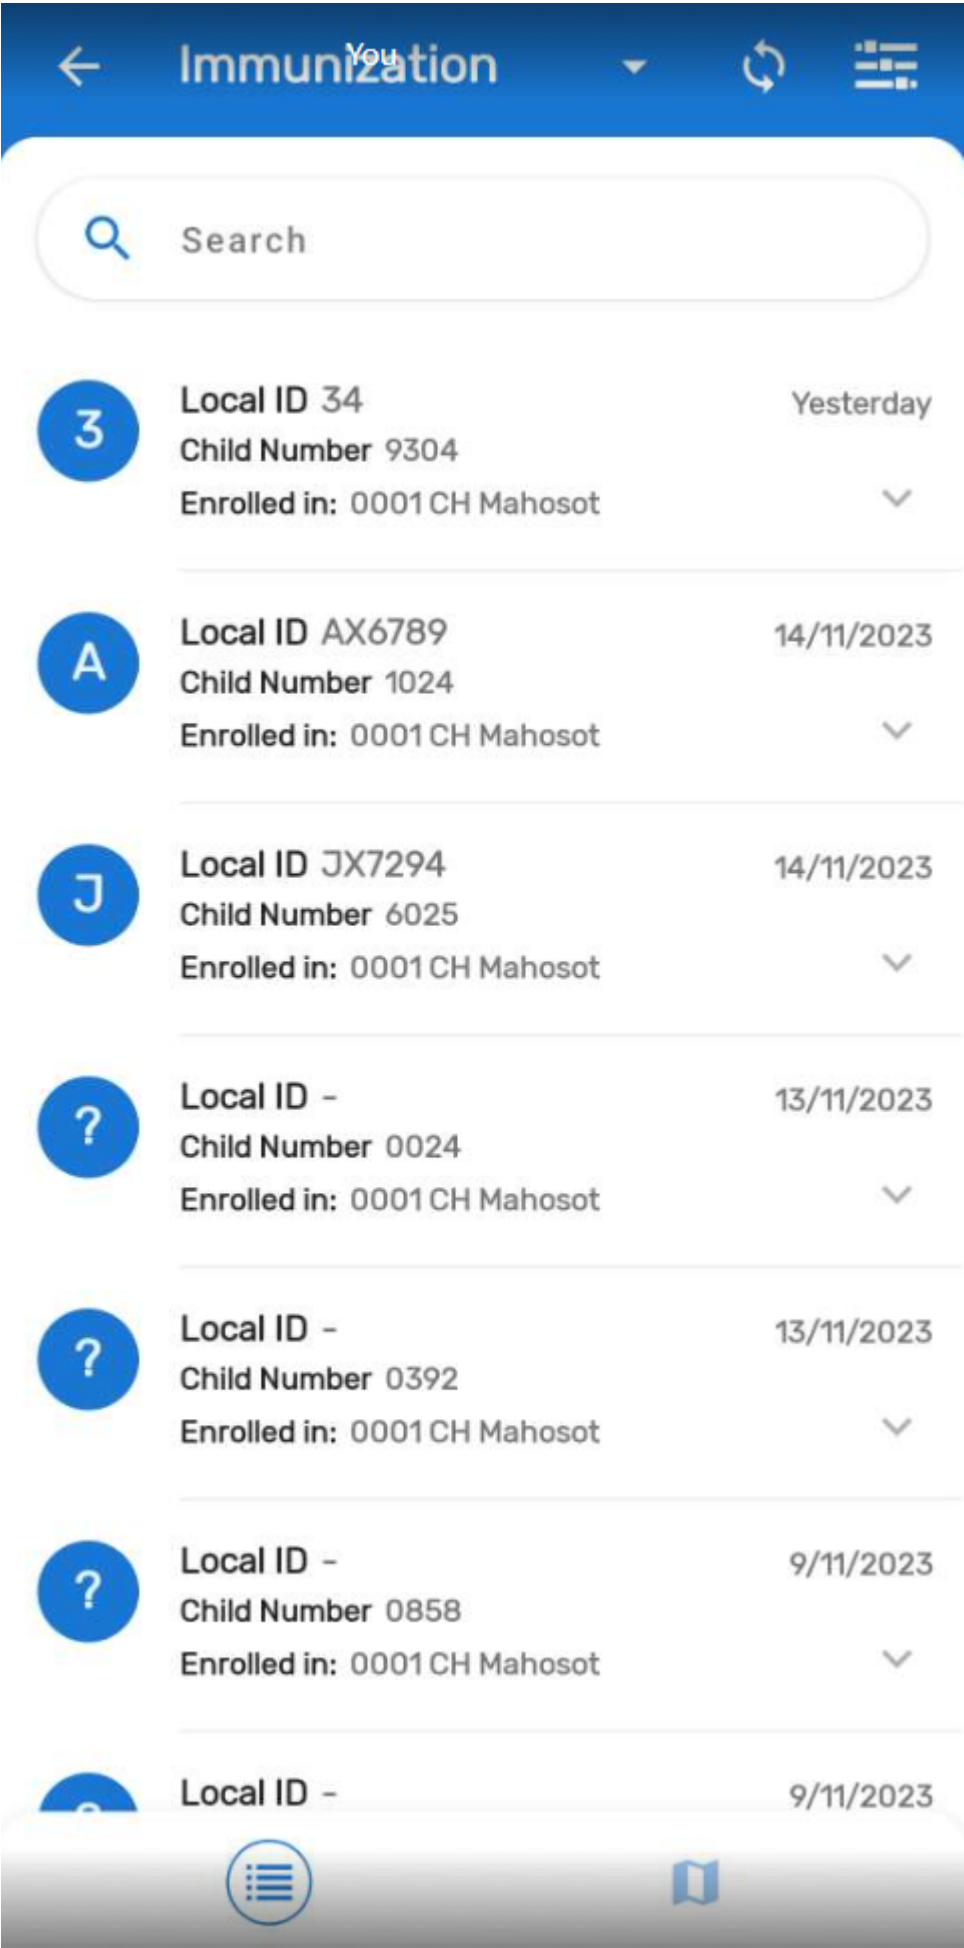 Immunization
You
Search
3
Local ID 34
Yesterday
Child Number 9304
Enrolled in: 0001 CH Mahosot
A
Local ID AX6789
14/11/2023
Child Number 1024
Enrolled in: 0001 CH Mahosot
J
Local ID JX7294
14/11/2023
Child Number 6025
Enrolled in: 0001 CH Mahosot
?
Local ID -
13/11/2023
Child Number 0024
Enrolled in: 0001 CH Mahosot
?
Local ID -
13/11/2023
Child Number 0392
Enrolled in: 0001 CH Mahosot
?
Local ID -
9/11/2023
Child Number 0858
Enrolled in: 0001 CH Mahosot
Local ID -
9/11/2023